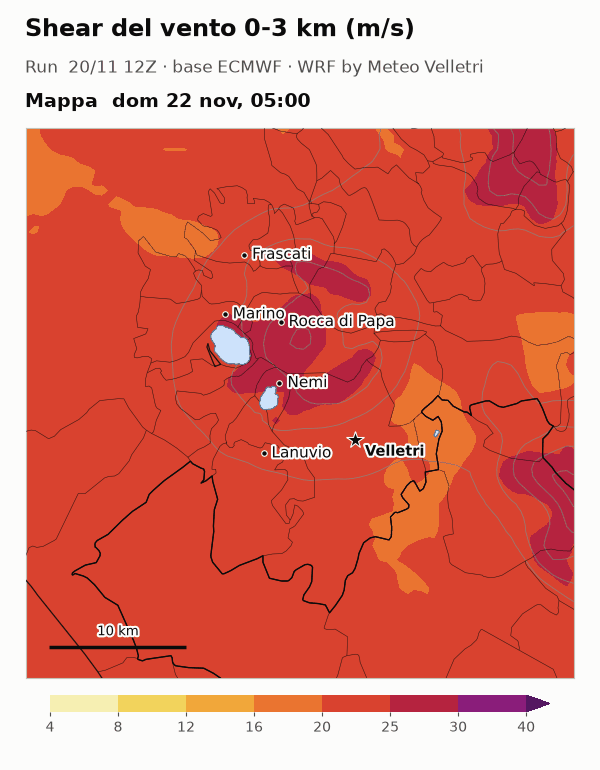 Shear del vento 0-3 km (m/s)
Run  20/11 12Z · base ECMWF · WRF by Meteo Velletri
Mappa  dom 22 nov, 05:00
Frascati
Marino
Rocca di Papa
Nemi
Velletri
Lanuvio
10 km
4 8 12 16 20 25 30 40